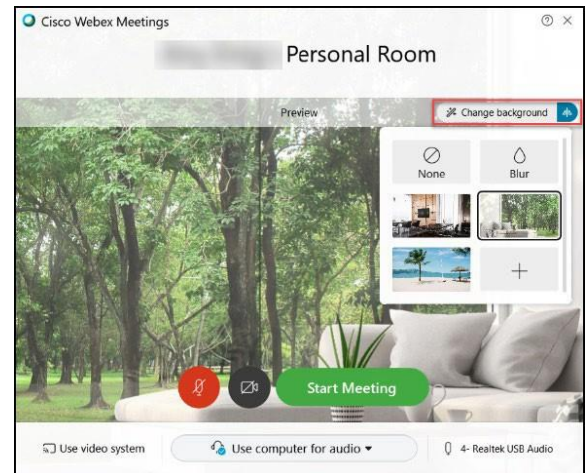 Cisco Webex Meetings
Personal Room
Preview
Change background
None
Blur
Start Meeting
Use video system
Use computer for audio
4- Realtek USB Audio